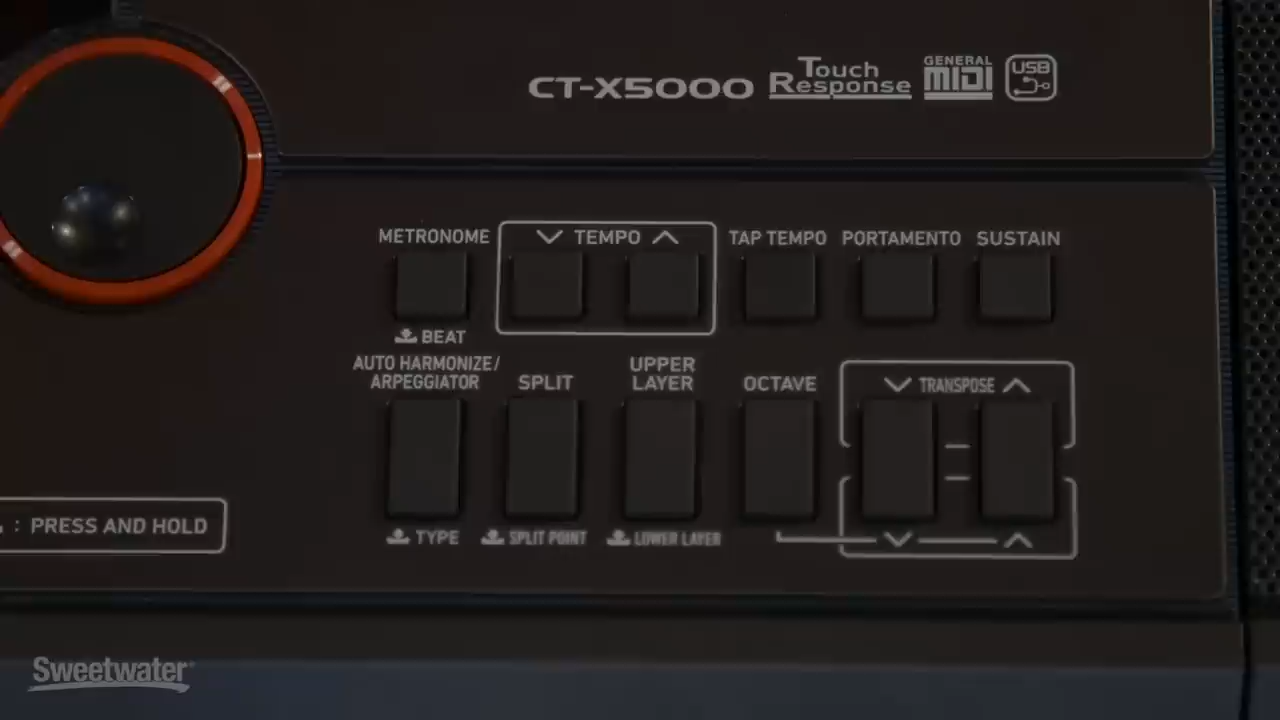 CT-X5000 Touch Response GENERAL MIDI USB
METRONOME TEMPO TAP TEMPO PORTAMENTO SUSTAIN
BEAT
AUTO HARMONIZE/
ARPEGGIATOR
SPLIT
UPPER
LAYER
OCTAVE
TRANSPOSE
: PRESS AND HOLD
TYPE SPLIT POINT LOWER LAYER
Sweetwater